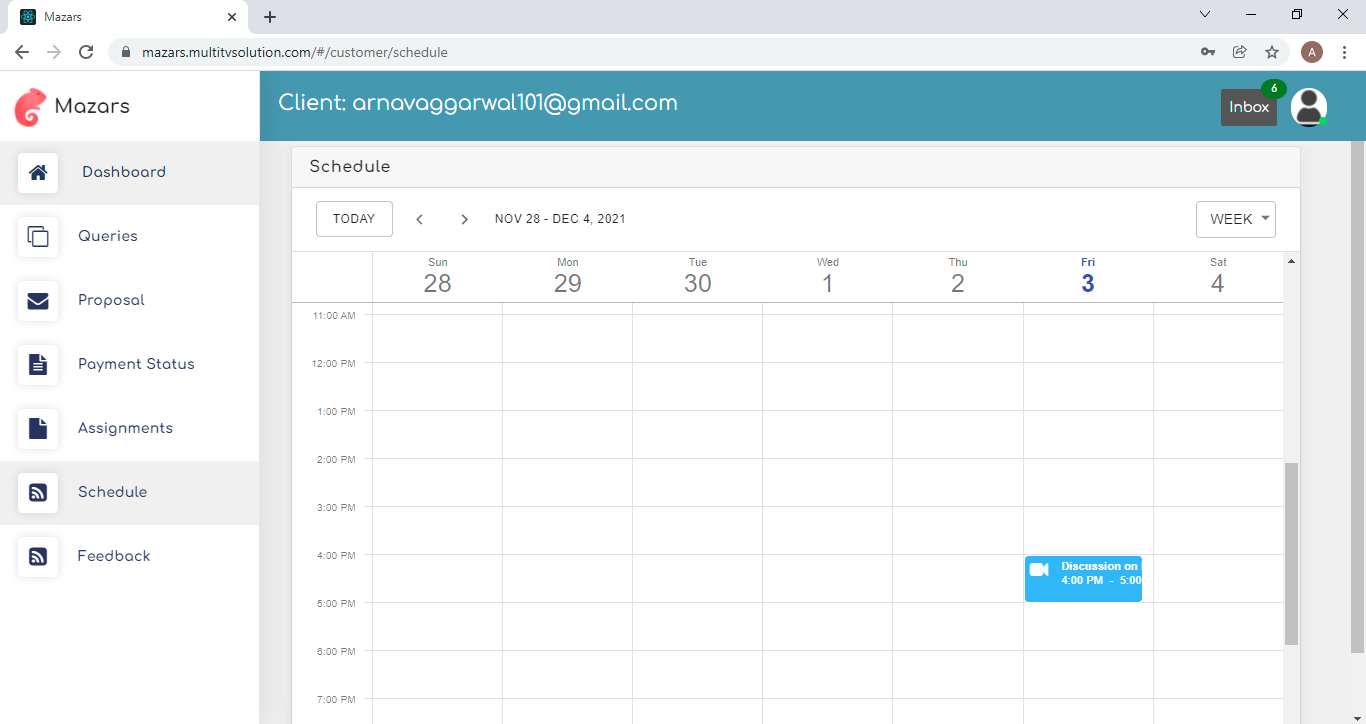 Mazars
mazars.multitvsolution.com/#/customer/schedule
A
Mazars
Client: arnavaggarwal101@gmail.com
Inbox
6
Dashboard
Queries
Proposal
Payment Status
Assignments
Schedule
Feedback
Schedule
TODAY
NOV 28 - DEC 4, 2021
WEEK
Sun Mon Tue Wed Thu Fri Sat
28 29 30 1 2 3 4
11:00 AM
12:00 PM
1:00 PM
2:00 PM
3:00 PM
4:00 PM
Discussion on
4:00 PM - 5:00
5:00 PM
6:00 PM
7:00 PM